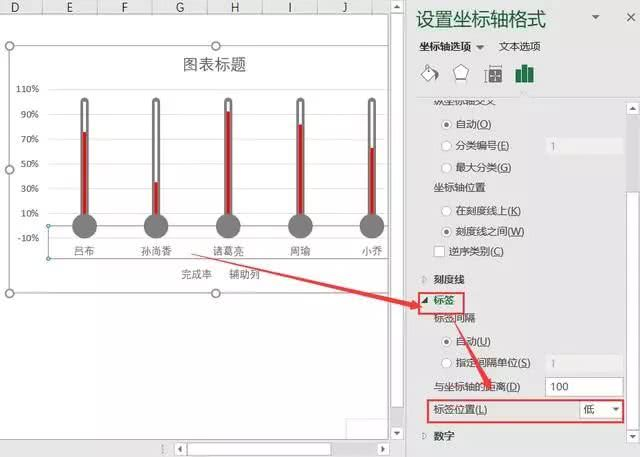 D E F G H I J
图表标题
110%
90%
70%
50%
30%
10%
-10%
吕布 孙尚香 诸葛亮 周瑜 小乔
完成率 辅助列
设置坐标轴格式
坐标轴选项 文本选项
纵坐标轴交叉
自动(O)
分类编号(E) 1
最大分类(G)
坐标轴位置
在刻度线上(K)
刻度线之间(W)
逆序类别(C)
刻度线
标签
标签间隔
自动(U)
指定间隔单位(S) 1
与坐标轴的距离(D) 100
标签位置(L) 低
数字